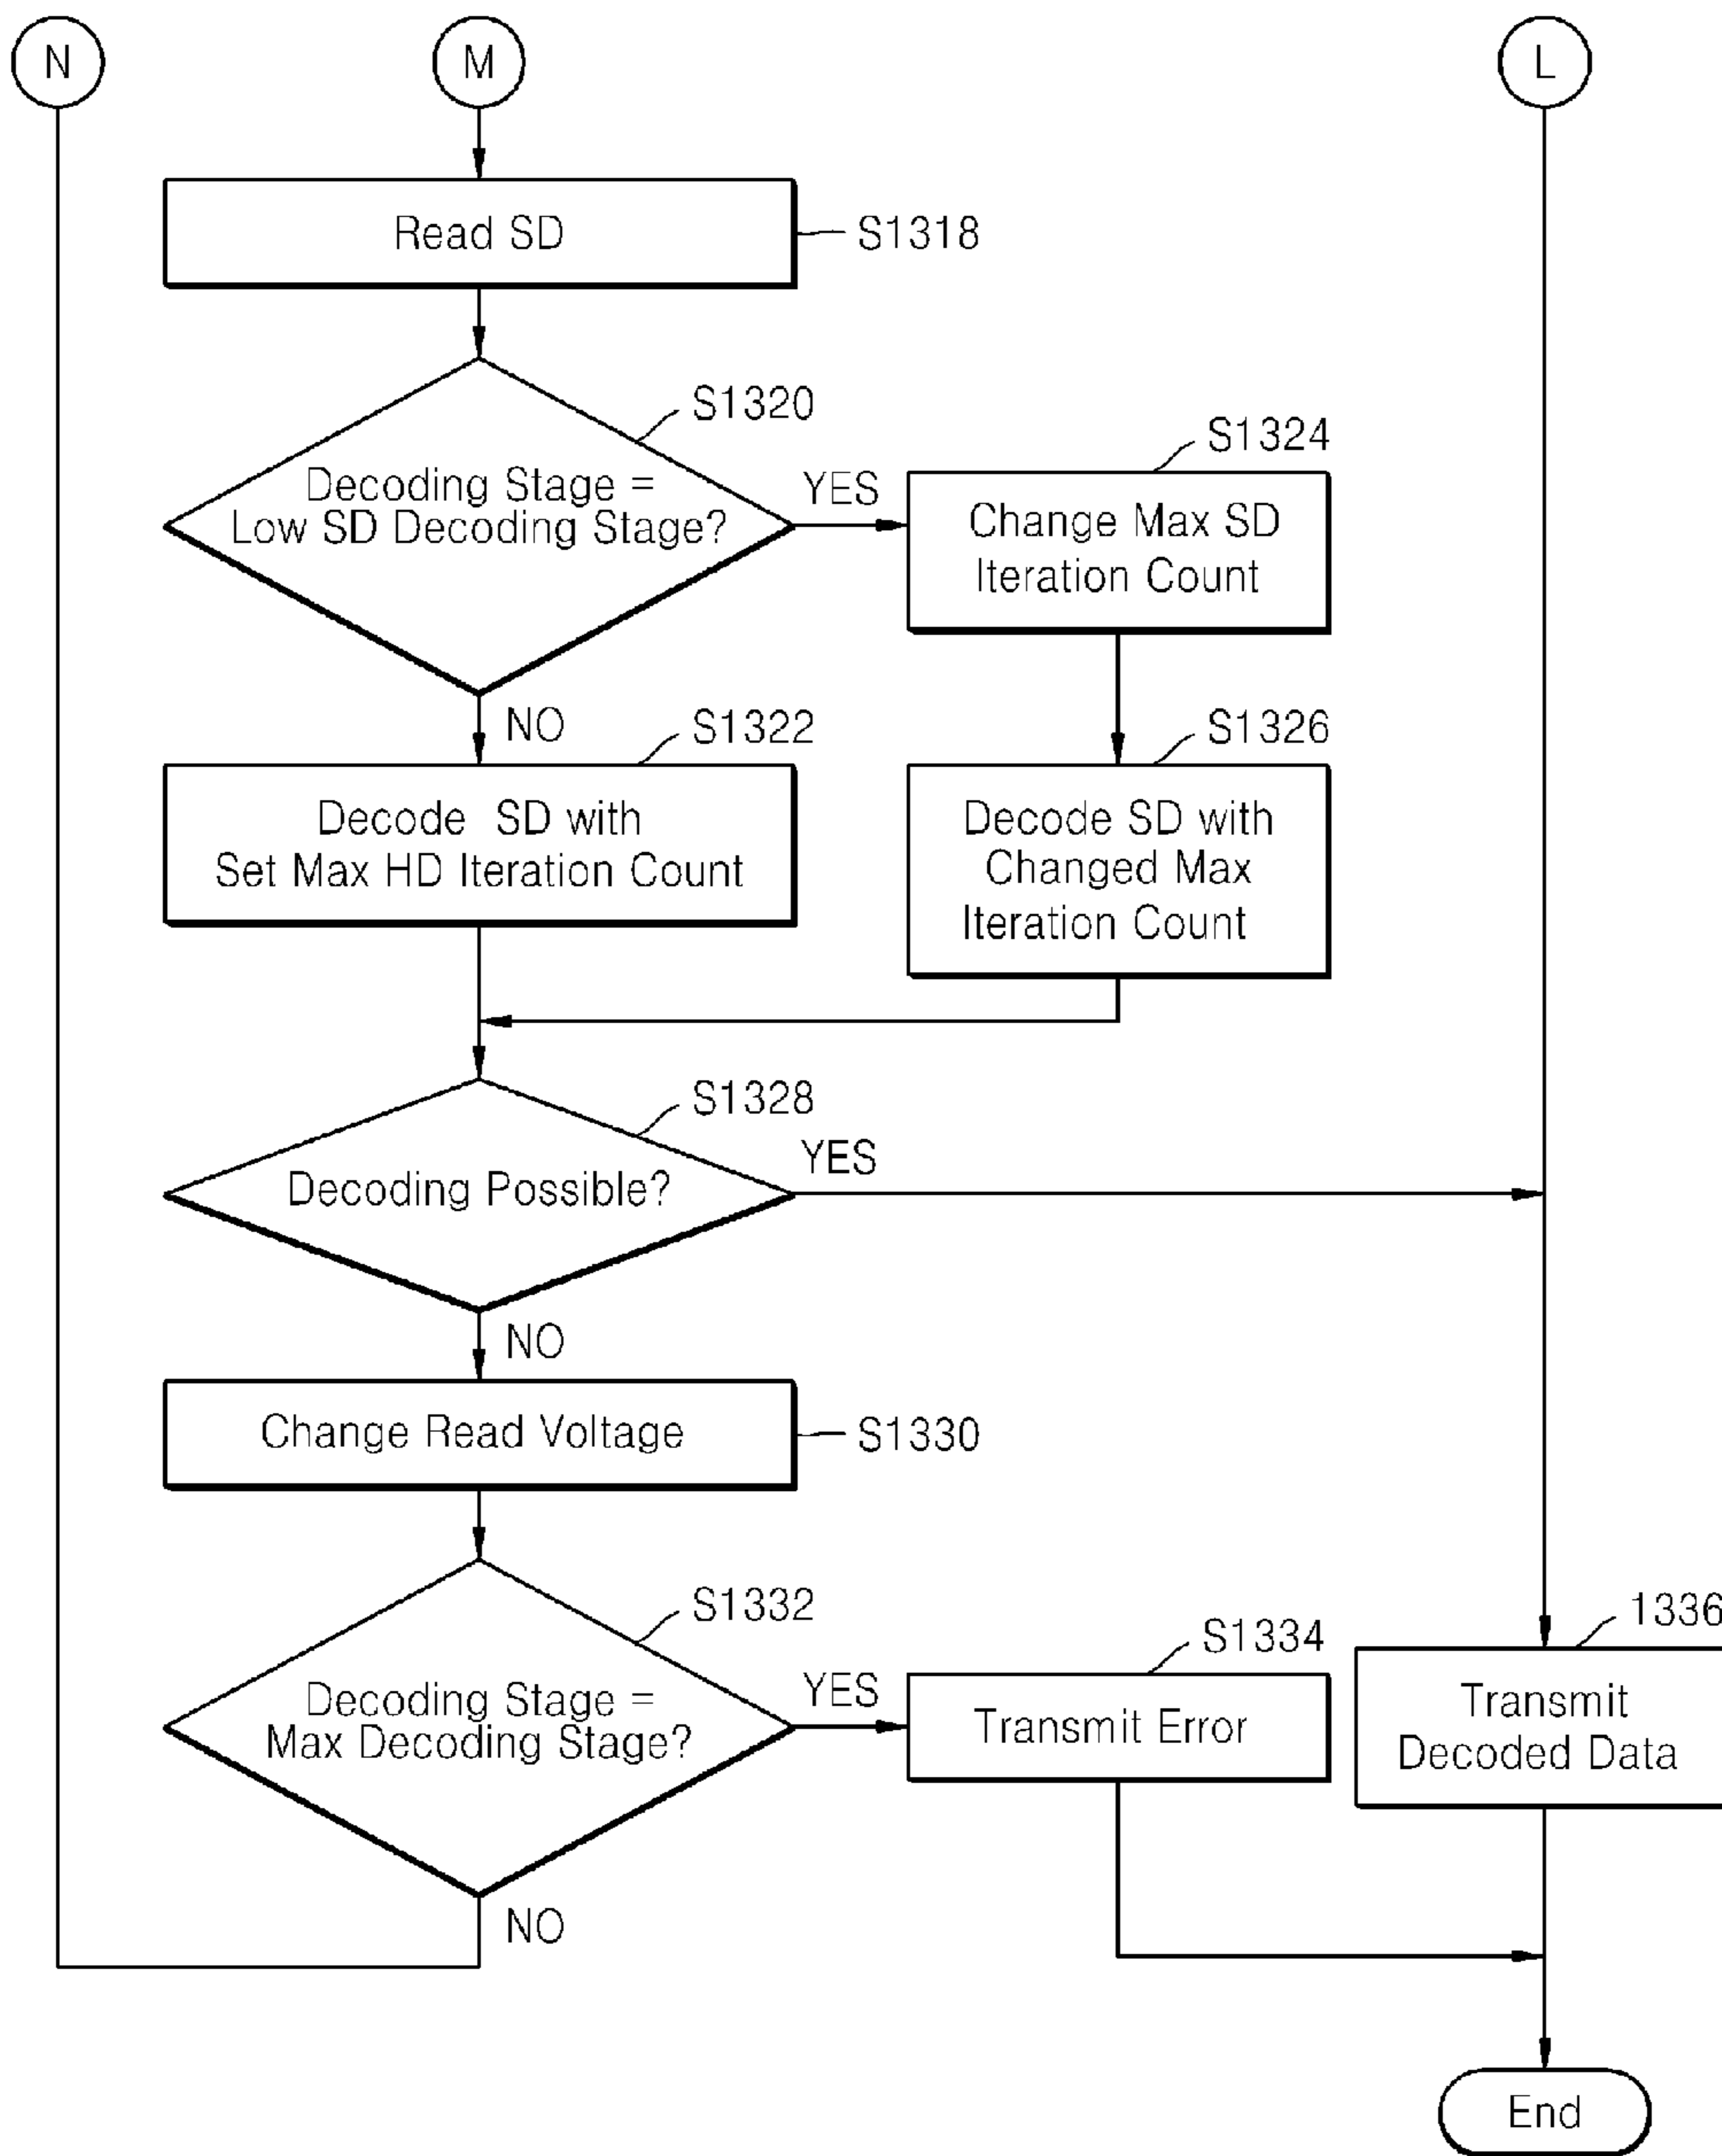 N
M
L
Read SD
S1318
S1320
Decoding Stage =
Low SD Decoding Stage?
YES
S1324
Change Max SD
Iteration Count
NO
S1322
Decode SD with
Set Max HD Iteration Count
S1326
Decode SD with
Changed Max
Iteration Count
S1328
Decoding Possible?
YES
NO
Change Read Voltage
S1330
S1332
Decoding Stage =
Max Decoding Stage?
YES
S1334
Transmit Error
1336
Transmit
Decoded Data
NO
End